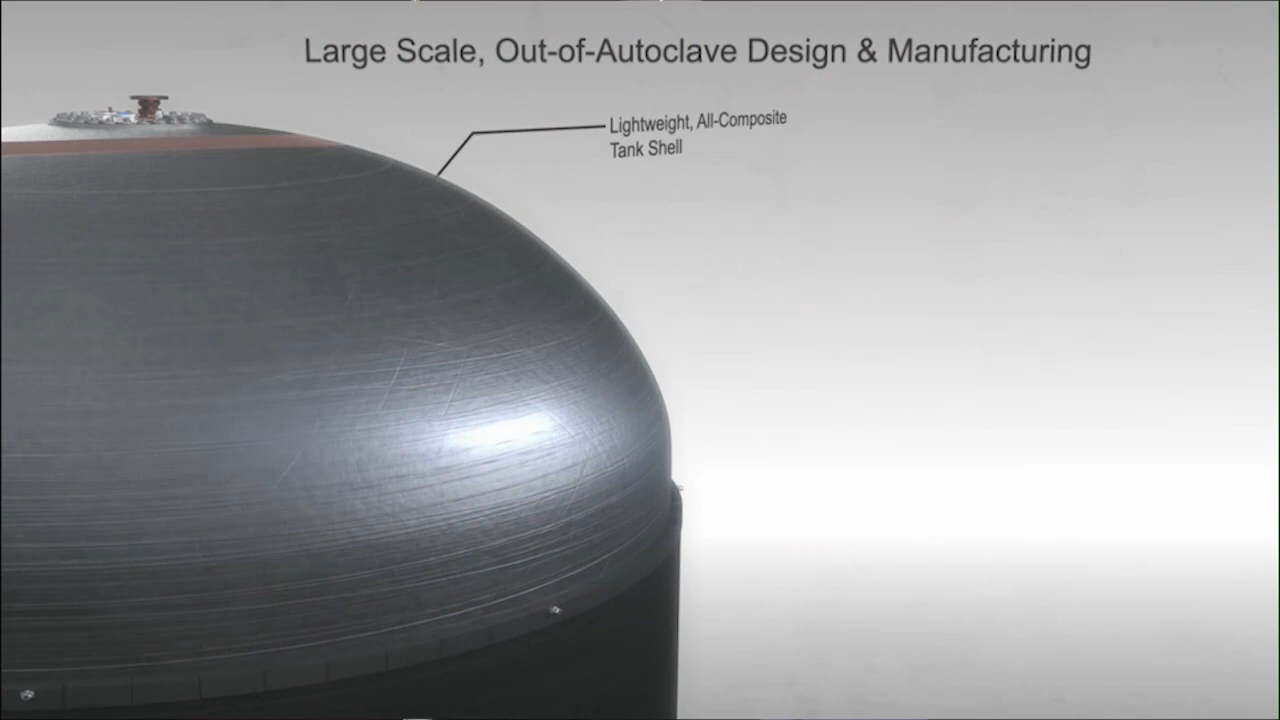 Large Scale, Out-of-Autoclave Design & Manufacturing
Lightweight, All-Composite
Tank Shell